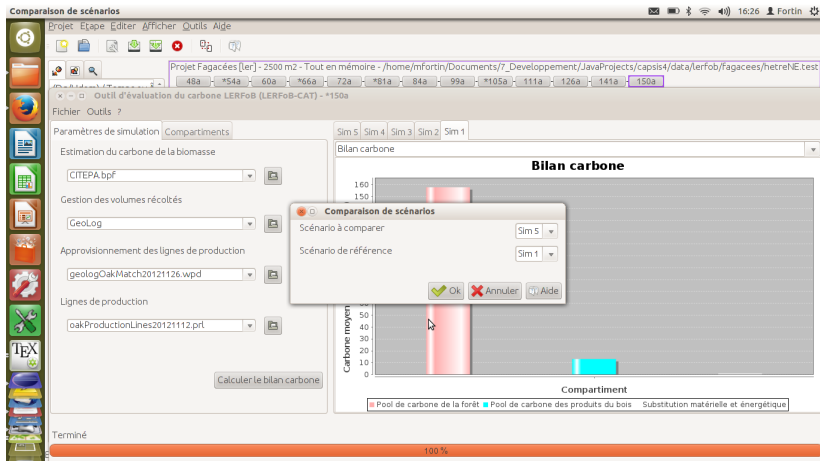 Comparaison de scénarios
16:26 Fortin
Projet Etape Editer Afficher Outils Aide
Projet Fagacées [ler] - 2500 m2 - Tout en mémoire - /home/mfortin/Documents/7_Developpement/JavaProjects/capsis4/data/lerfob/fagacees/hetreNE.test
48a *54a 60a *66a 72a *81a 84a 99a *105a 111a 126a 141a 150a
Outil d'évaluation du carbone LERFoB (LERFoB-CAT) - *150a
Fichier Outils ?
Paramètres de simulation Compartiments
Sim 5 Sim 4 Sim 3 Sim 2 Sim 1
Estimation du carbone de la biomasse
CITEPA.bpf
Gestion des volumes récoltés
GeoLog
Approvisionnement des lignes de production
geologOakMatch20121126.wpd
Lignes de production
oakProductionLines20121112.prl
Calculer le bilan carbone
Bilan carbone
Bilan carbone
160
150
Comparaison de scénarios
Scénario à comparer
Sim 5
Scénario de référence
Sim 1
Ok Annuler Aide
50
40
30
20
10
0
Carbone moyen
Compartiment
Pool de carbone de la forêt Pool de carbone des produits du bois Substitution matérielle et énergétique
Terminé
100 %
TEX